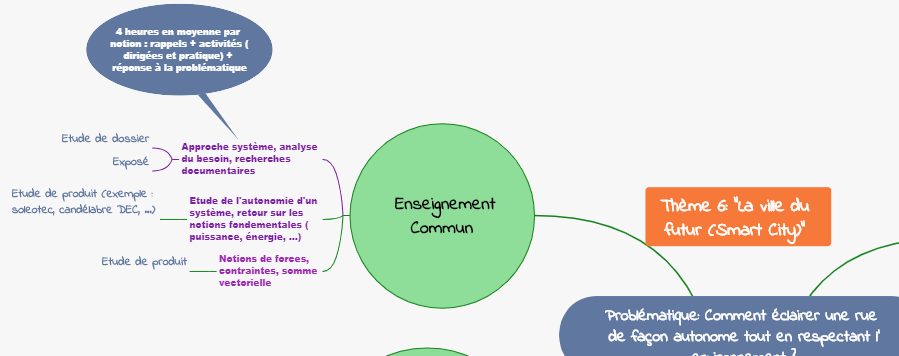 4 heures en moyenne par
notion : rappels + activités (
dirigées et pratique) +
réponse à la problématique
Etude de dossier
Exposé
Approche système, analyse
du besoin, recherches
documentaires
Etude de produit (exemple :
soleotec, candélabre DEC, ...)
Etude de l'autonomie d'un
système, retour sur les
notions fondementales (
puissance, énergie, ...)
Etude de produit
Notions de forces,
contraintes, somme
vectorielle
Enseignement
Commun
Thème 6: "La ville du
futur (Smart City)"
Problématique: Comment éclairer une rue
de façon autonome tout en respectant l'